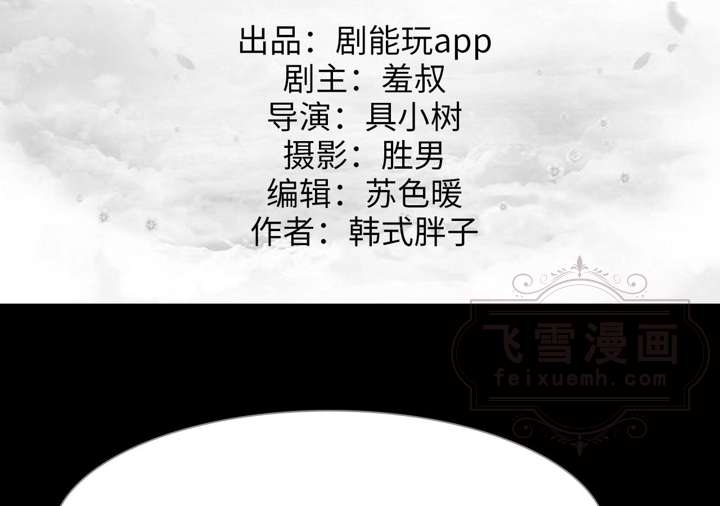 出品：剧能玩app
剧主：羞叔
导演：具小树
摄影：胜男
编辑：苏色暖
作者：韩式胖子
飞雪漫画
feixuemh.com